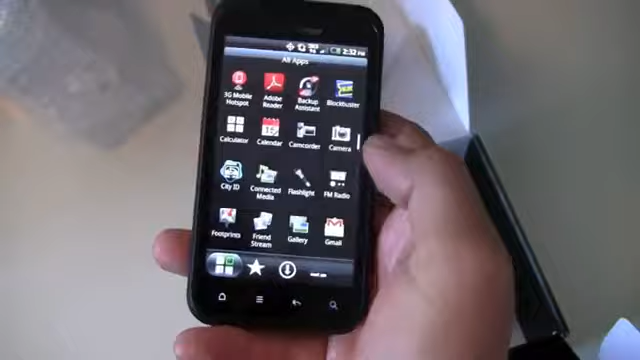 2:32 PM
All Apps
3G Mobile
Hotspot
Adobe
Reader
Backup
Assistant
Blockbuster
Calculator
Calendar
Camcorder
Camera
City ID
Connected
Media
Flashlight
FM Radio
Footprints
Friend
Stream
Gallery
Gmail